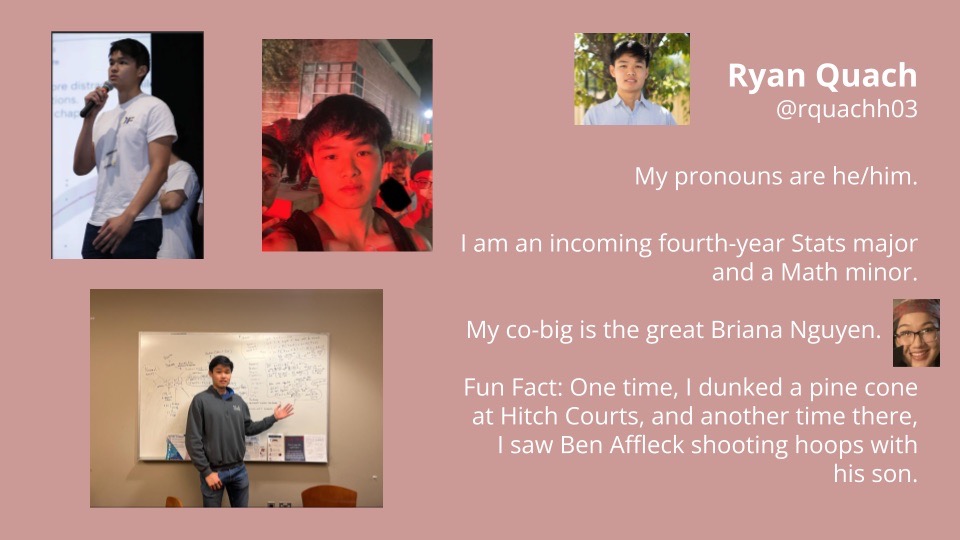 Ryan Quach
@rquachh03
My pronouns are he/him.
I am an incoming fourth-year Stats major
and a Math minor.
My co-big is the great Briana Nguyen.
Fun Fact: One time, I dunked a pine cone
at Hitch Courts, and another time there,
I saw Ben Affleck shooting hoops with
his son.